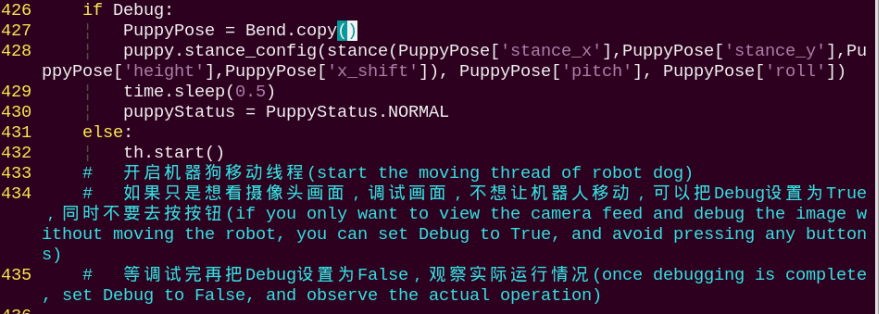 426     if Debug:
427         PuppyPose = Bend.copy()
428         puppy.stance_config(stance(PuppyPose['stance_x'],PuppyPose['stance_y'],Pu
ppyPose['height'],PuppyPose['x_shift']), PuppyPose['pitch'], PuppyPose['roll'])
429         time.sleep(0.5)
430         puppyStatus = PuppyStatus.NORMAL
431     else:
432         th.start()
433     #   开启机器狗移动线程(start the moving thread of robot dog)
434     #   如果只是想看摄像头画面，调试画面，不想让机器人移动，可以把Debug设置为True
，同时不要去按按钮(if you only want to view the camera feed and debug the image w
ithout moving the robot, you can set Debug to True, and avoid pressing any button
s)
435     #   等调试完再把Debug设置为False，观察实际运行情况(once debugging is complete
, set Debug to False, and observe the actual operation)